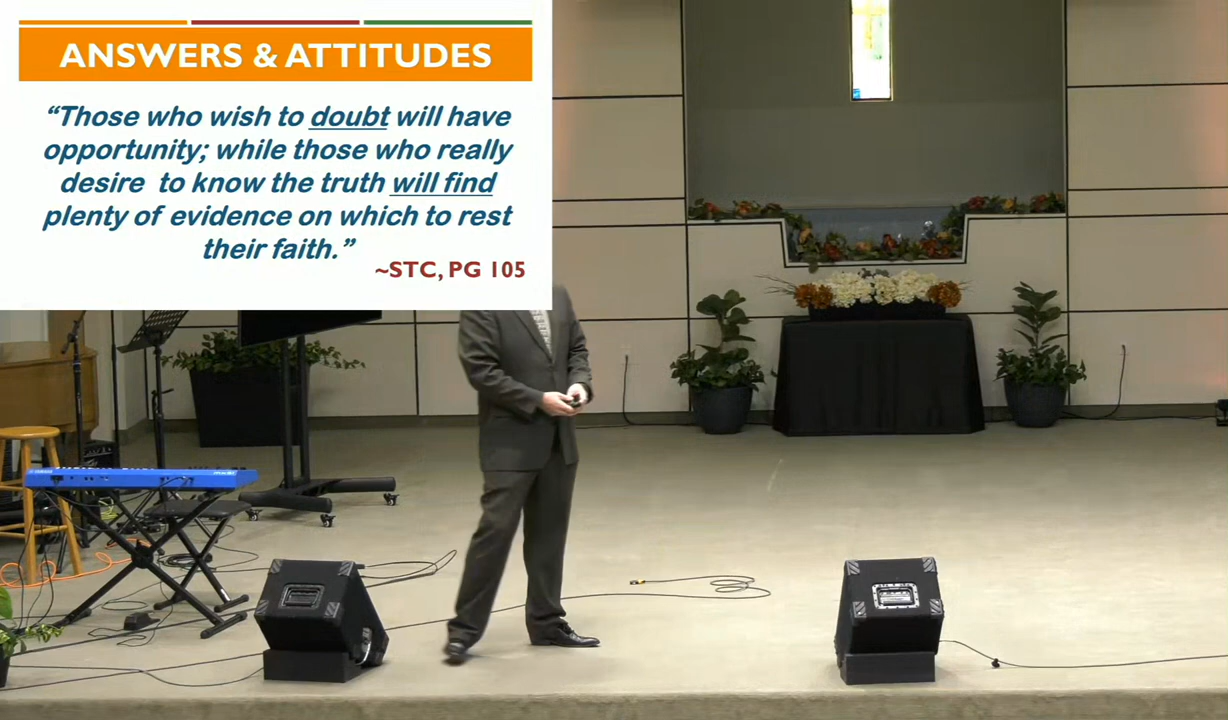 ANSWERS & ATTITUDES
“Those who wish to doubt will have
opportunity; while those who really
desire to know the truth will find
plenty of evidence on which to rest
their faith.”
~STC, PG 105